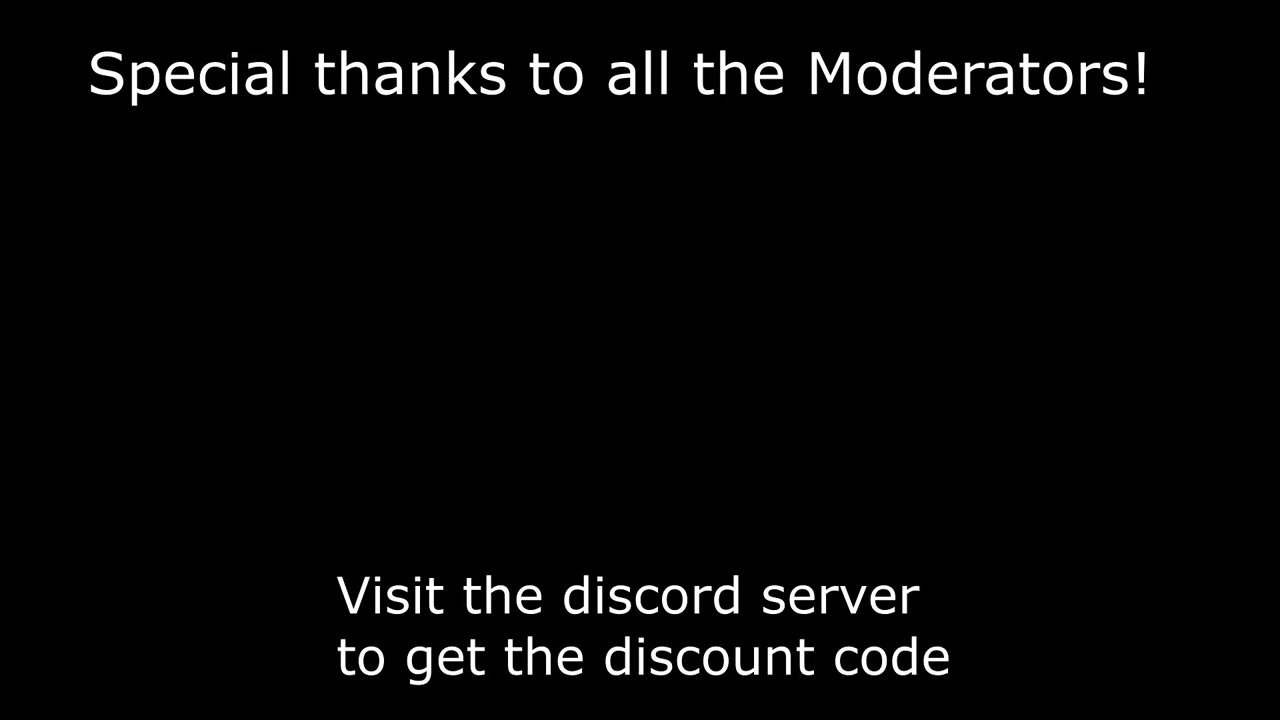 Special thanks to all the Moderators!
Visit the discord server
to get the discount code